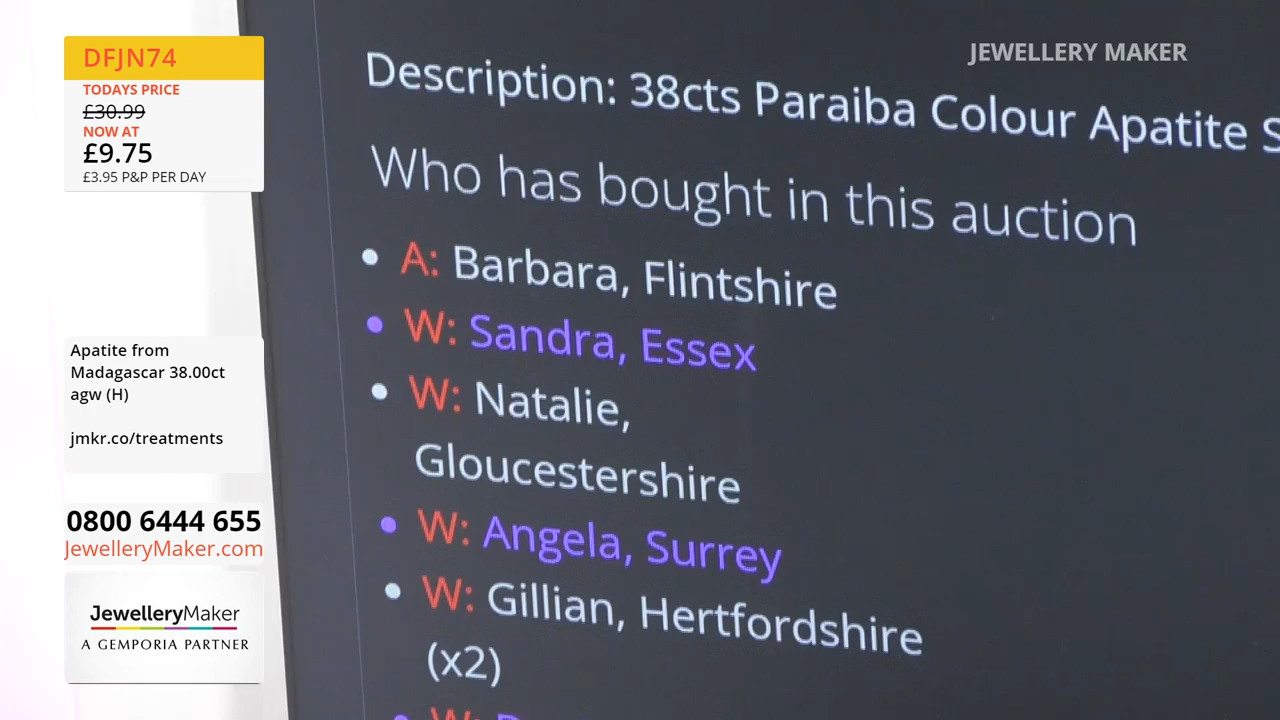 DFJN74
TODAYS PRICE
£30.99
NOW AT
£9.75
£3.95 P&P PER DAY
Apatite from
Madagascar 38.00ct
agw (H)
jmkr.co/treatments
0800 6444 655
JewelleryMaker.com
JewelleryMaker
A GEMPORIA PARTNER
JEWELLERY MAKER
Description: 38cts Paraiba Colour Apatite S
Who has bought in this auction
• A: Barbara, Flintshire
• W: Sandra, Essex
• W: Natalie,
Gloucestershire
• W: Angela, Surrey
• W: Gillian, Hertfordshire
(x2)